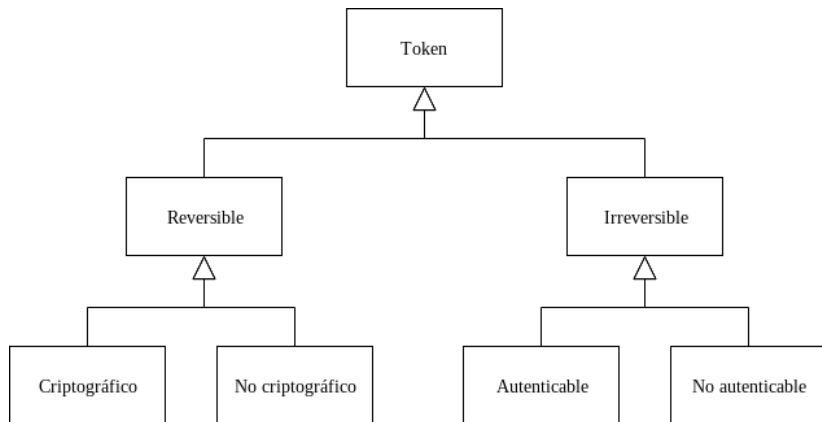 Token
Reversible
Irreversible
Criptográfico
No criptográfico
Autenticable
No autenticable